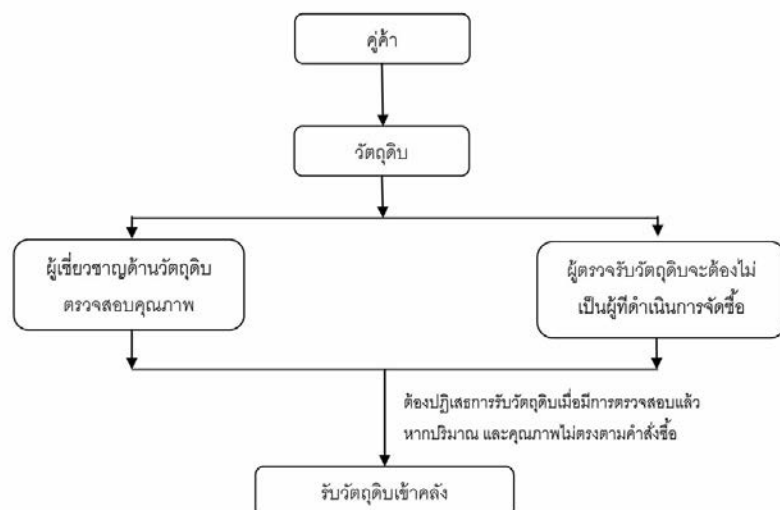 คู่ค้า
วัตถุดิบ
ผู้เชี่ยวชาญด้านวัตถุดิบ
ตรวจสอบคุณภาพ
ผู้ตรวจรับวัตถุดิบจะต้องไม่
เป็นผู้ที่ดำเนินการจัดซื้อ
ต้องปฏิเสธการรับวัตถุดิบเมื่อมีการตรวจสอบแล้ว
หากปริมาณ และคุณภาพไม่ตรงตามคำสั่งซื้อ
รับวัตถุดิบเข้าคลัง